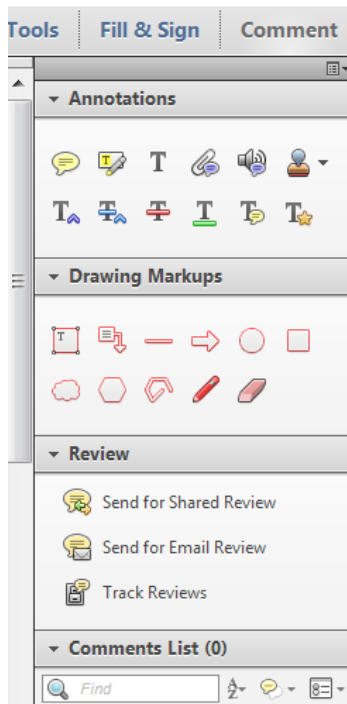 Tools Fill & Sign Comment
Annotations
T T
T T T T T T
Drawing Markups
T
Review
Send for Shared Review
Send for Email Review
Track Reviews
Comments List (0)
Find
A
Z